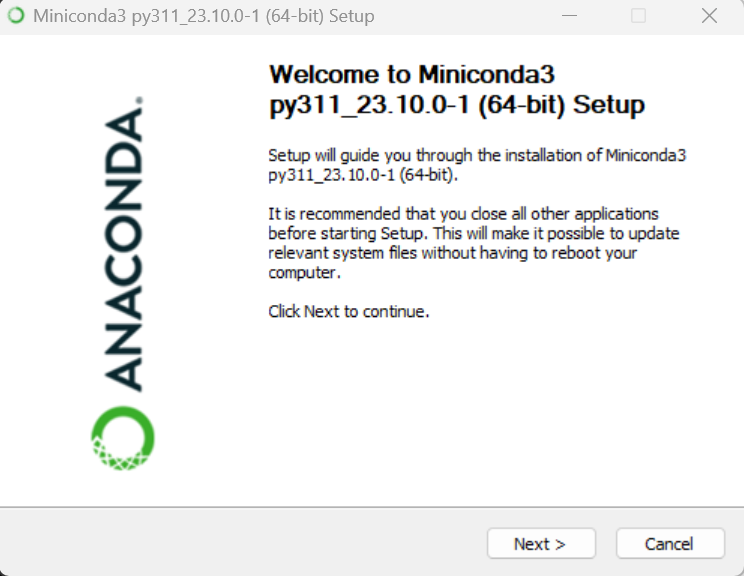 Miniconda3 py311_23.10.0-1 (64-bit) Setup
Welcome to Miniconda3
py311_23.10.0-1 (64-bit) Setup
Setup will guide you through the installation of Miniconda3
py311_23.10.0-1 (64-bit).
It is recommended that you close all other applications
before starting Setup. This will make it possible to update
relevant system files without having to reboot your
computer.
Click Next to continue.
ANACONDA.
Next >
Cancel